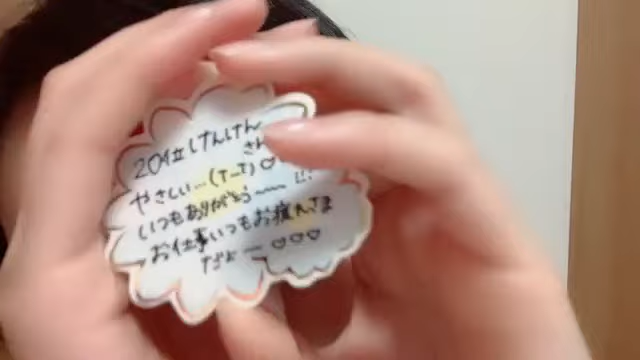 20位 けんけん
さん
やさしい…(T-T)♡
いつもありがとう〜!!!
お仕事いつもお疲れさま
だよー♡♡♡